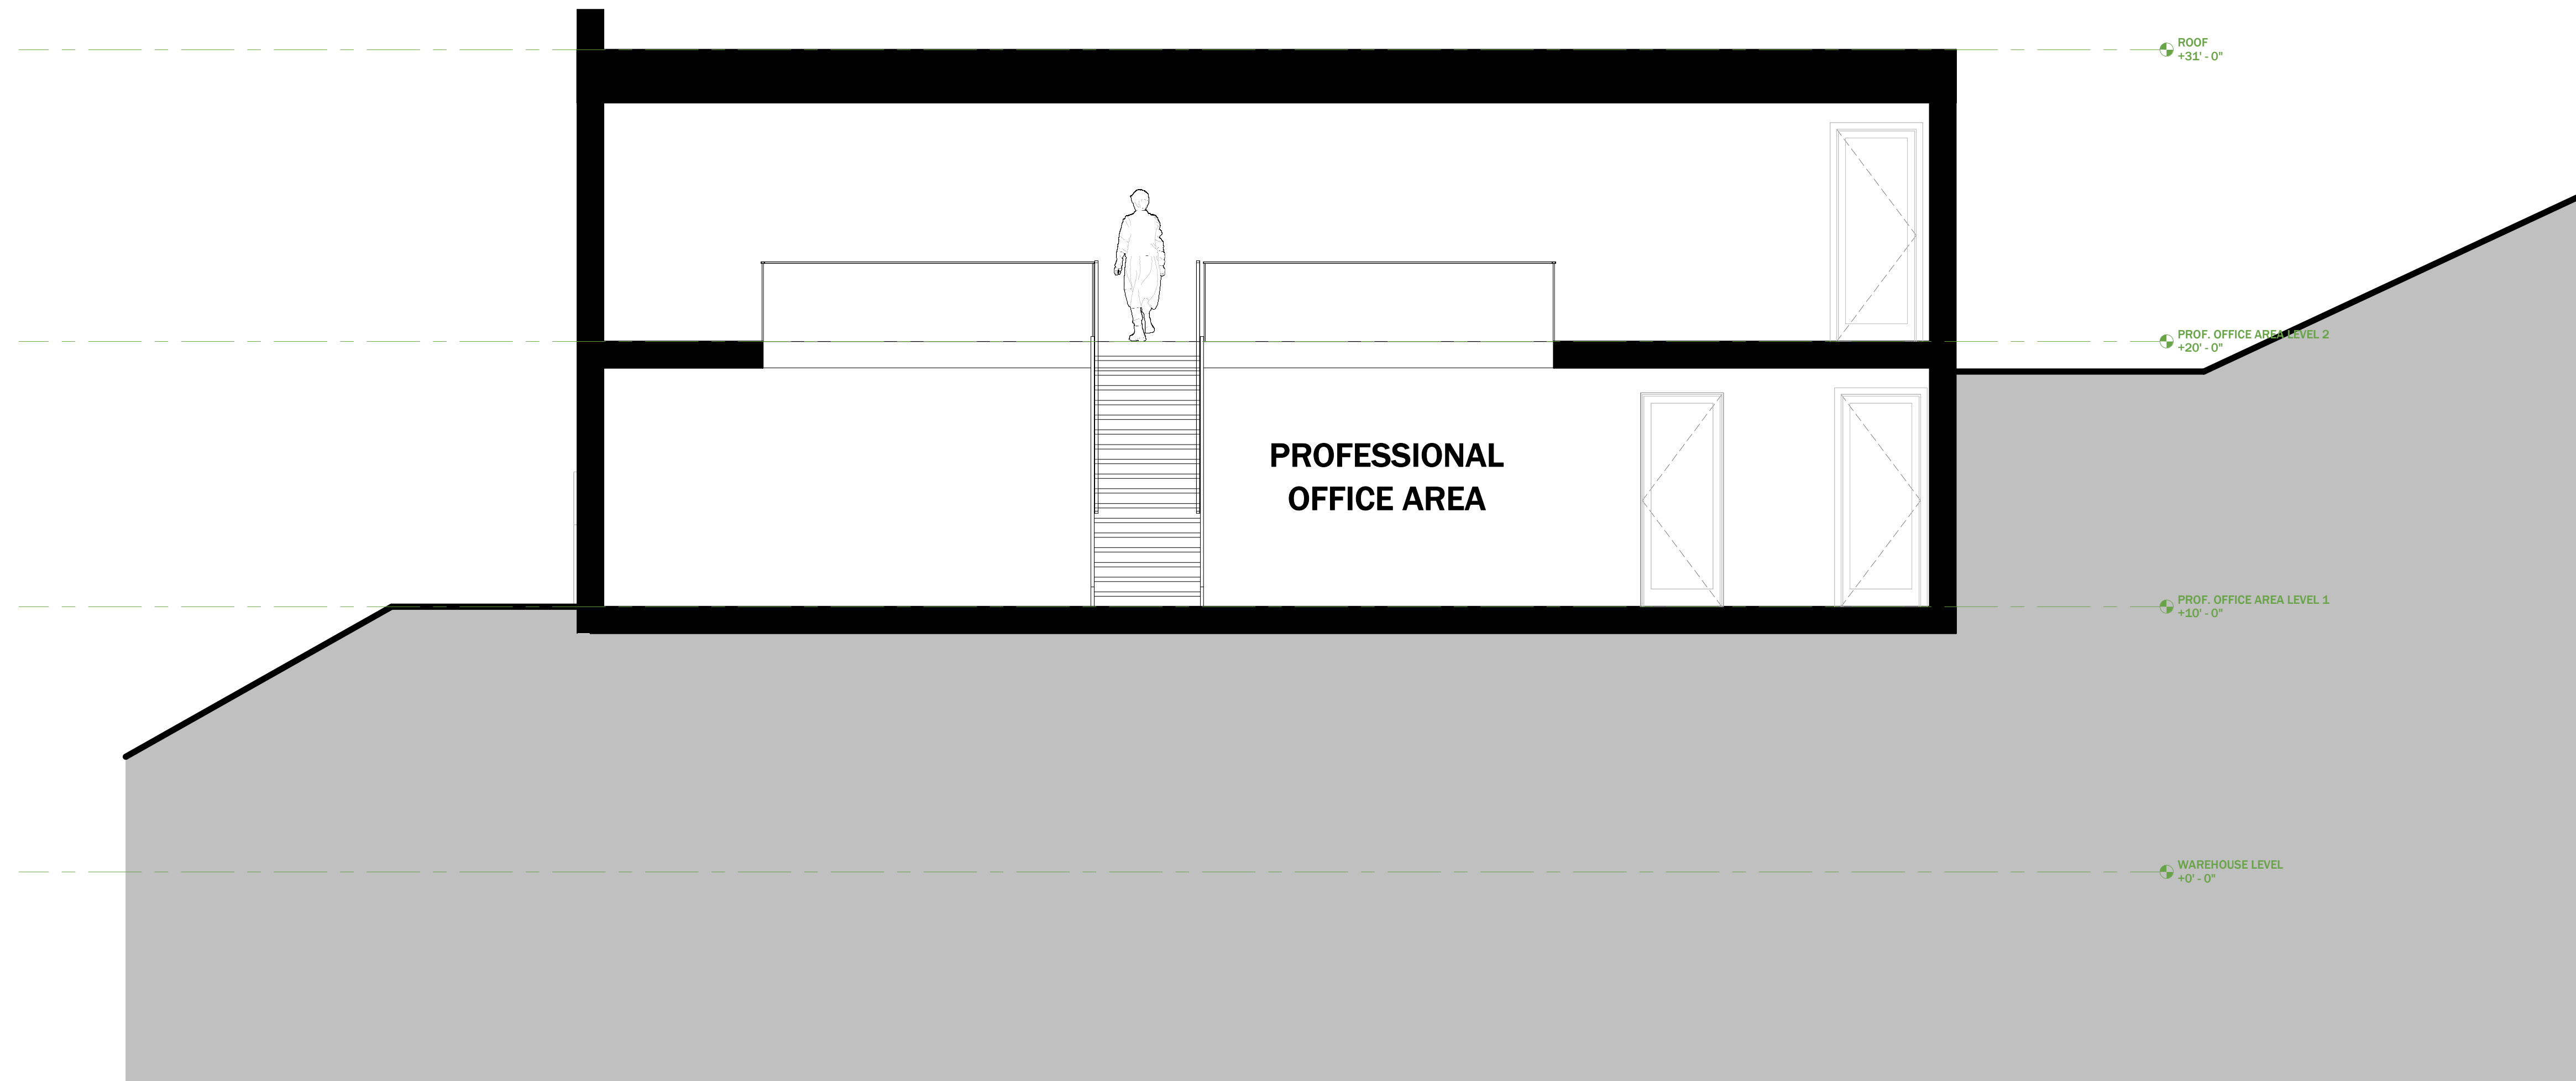 ROOF
+31' - 0"
PROF. OFFICE AREA LEVEL 2
+20' - 0"
PROFESSIONAL
OFFICE AREA
PROF. OFFICE AREA LEVEL 1
+10' - 0"
WAREHOUSE LEVEL
+0' - 0"